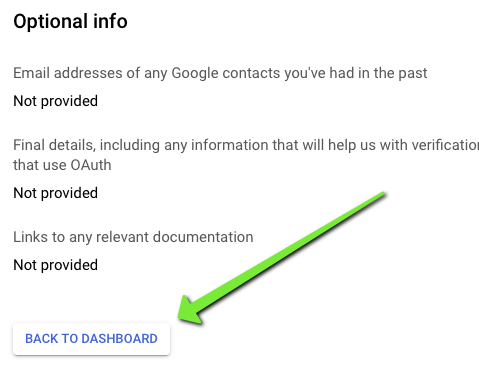 Optional info
Email addresses of any Google contacts you've had in the past
Not provided
Final details, including any information that will help us with verification
that use OAuth
Not provided
Links to any relevant documentation
Not provided
BACK TO DASHBOARD